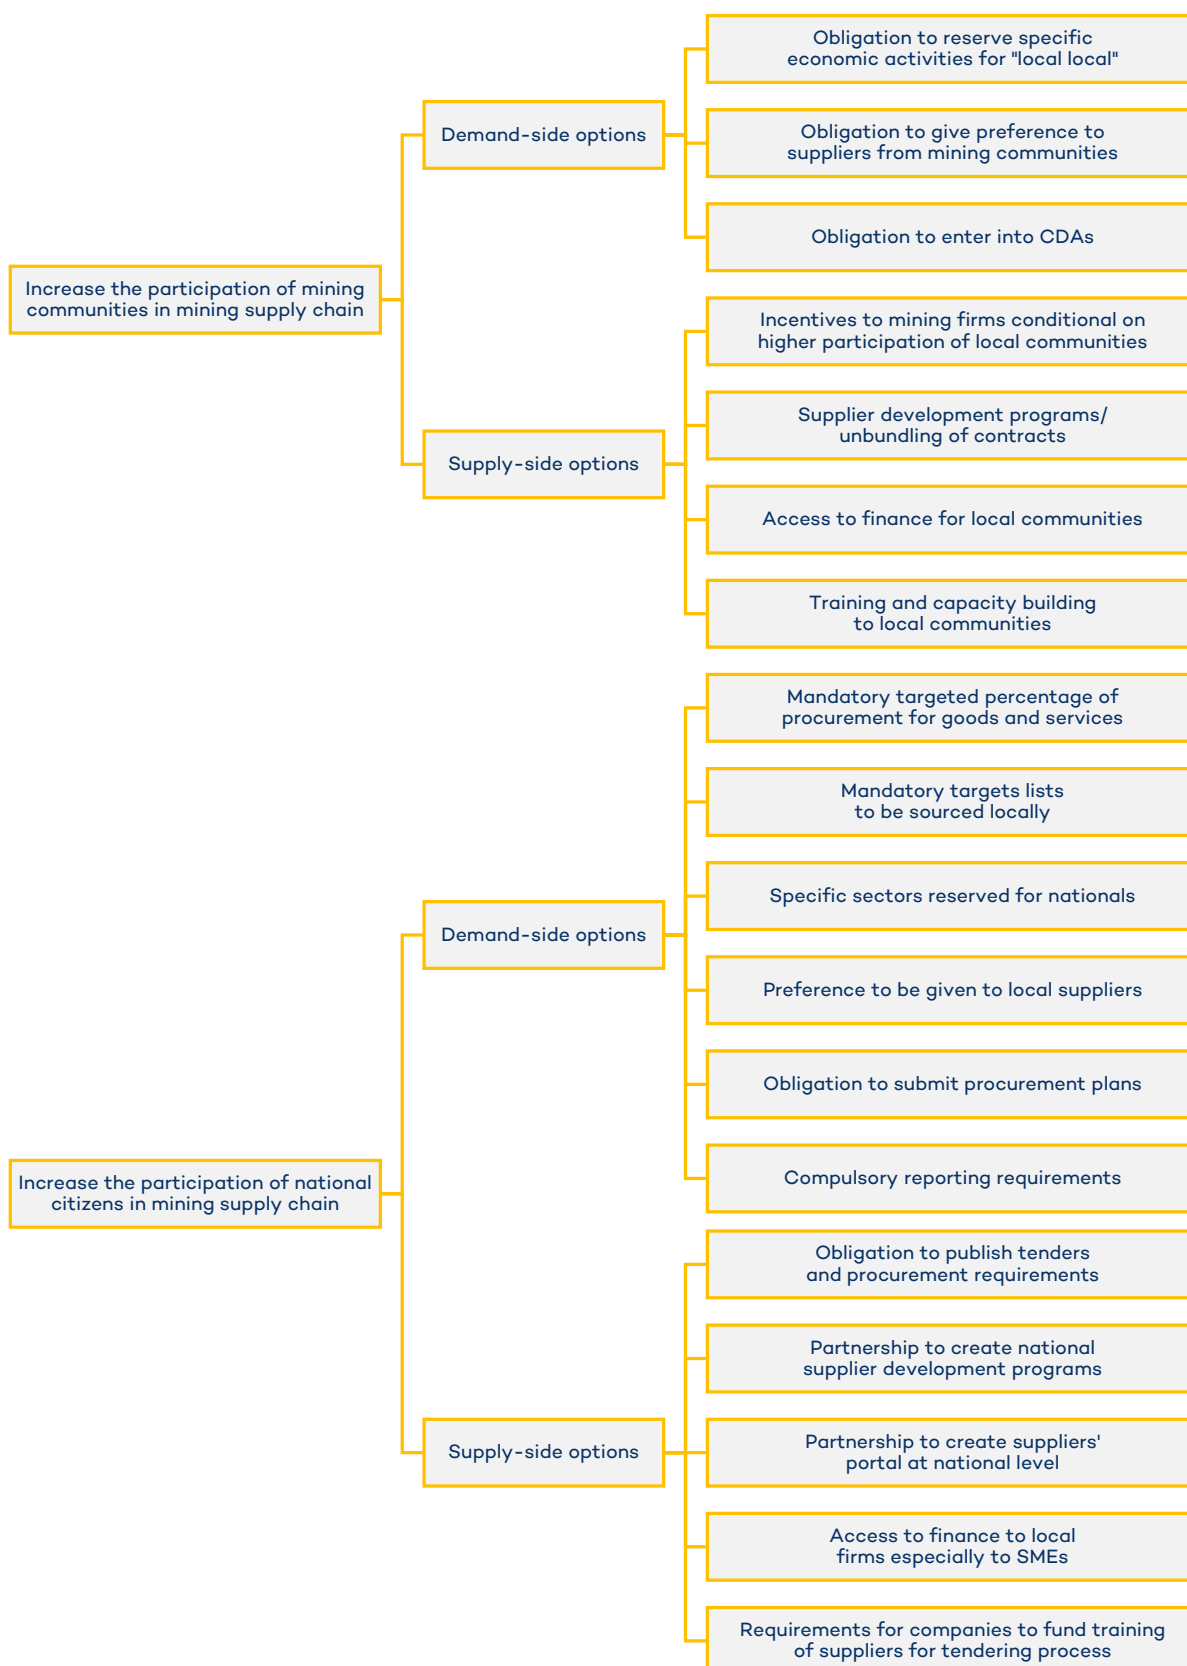 Increase the participation of mining
communities in mining supply chain
Demand-side options
Obligation to reserve specific
economic activities for "local local"
Obligation to give preference to
suppliers from mining communities
Obligation to enter into CDAs
Supply-side options
Incentives to mining firms conditional on
higher participation of local communities
Supplier development programs/
unbundling of contracts
Access to finance for local communities
Training and capacity building
to local communities
Increase the participation of national
citizens in mining supply chain
Demand-side options
Mandatory targeted percentage of
procurement for goods and services
Mandatory targets lists
to be sourced locally
Specific sectors reserved for nationals
Preference to be given to local suppliers
Obligation to submit procurement plans
Compulsory reporting requirements
Supply-side options
Obligation to publish tenders
and procurement requirements
Partnership to create national
supplier development programs
Partnership to create suppliers'
portal at national level
Access to finance to local
firms especially to SMEs
Requirements for companies to fund training
of suppliers for tendering process